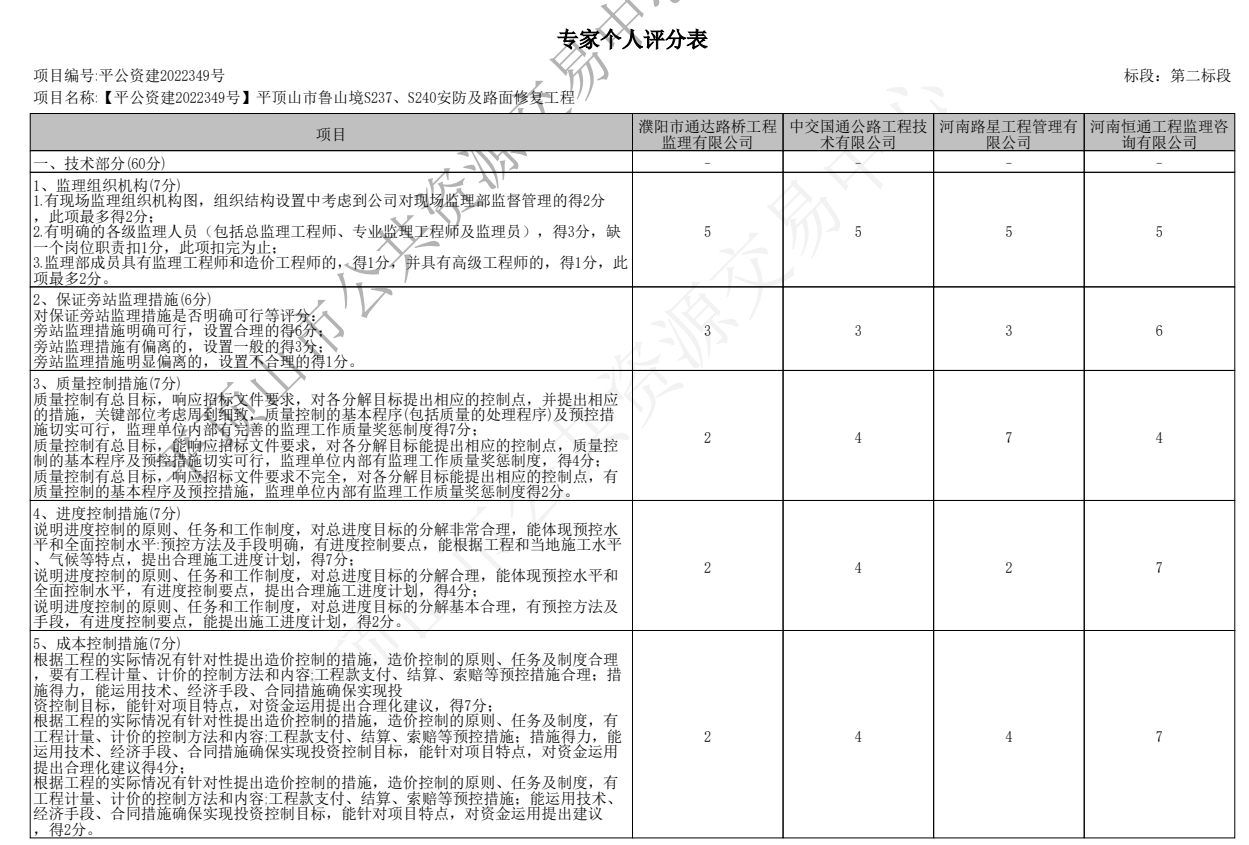 专家个人评分表
项目编号:平公资建2022349号
标段：第二标段
项目名称:【平公资建2022349号】平顶山市鲁山境S237、S240安防及路面修复工程
项目
濮阳市通达路桥工程
监理有限公司
中交国通公路工程技
术有限公司
河南路星工程管理有
限公司
河南恒通工程监理咨
询有限公司
一、技术部分(60分)
-
-
-
-
1、监理组织机构(7分)
1.有现场监理组织机构图，组织结构设置中考虑到公司对现场监理部监督管理的得2分
，此项最多得2分；
2.有明确的各级监理人员（包括总监理工程师、专业监理工程师及监理员），得3分，缺
一个岗位职责扣1分，此项扣完为止；
3.监理部成员具有监理工程师和造价工程师的，得1分，并具有高级工程师的，得1分，此
项最多2分。
5
5
5
5
2、保证旁站监理措施(6分)
对保证旁站监理措施是否明确可行等评分；
旁站监理措施明确可行，设置合理的得6分；
旁站监理措施有偏离的，设置一般的得3分；
旁站监理措施明显偏离的，设置不合理的得1分。
3
3
3
6
3、质量控制措施(7分)
质量控制有总目标，响应招标文件要求，对各分解目标提出相应的控制点，并提出相应
的措施，关键部位考虑周到细致，质量控制的基本程序(包括质量的处理程序)及预控措
施切实可行，监理单位内部有完善的监理工作质量奖惩制度得7分；
质量控制有总目标，能响应招标文件要求，对各分解目标能提出相应的控制点，质量控
制的基本程序及预控措施切实可行，监理单位内部有监理工作质量奖惩制度，得4分；
质量控制有总目标，响应招标文件要求不完全，对各分解目标能提出相应的控制点，有
质量控制的基本程序及预控措施，监理单位内部有监理工作质量奖惩制度得2分。
2
4
7
4
4、进度控制措施(7分)
说明进度控制的原则、任务和工作制度，对总进度目标的分解非常合理，能体现预控水
平和全面控制水平:预控方法及手段明确，有进度控制要点，能根据工程和当地施工水平
、气候等特点，提出合理施工进度计划，得7分；
说明进度控制的原则、任务和工作制度，对总进度目标的分解合理，能体现预控水平和
全面控制水平，有进度控制要点，提出合理施工进度计划，得4分；
说明进度控制的原则、任务和工作制度，对总进度目标的分解基本合理，有预控方法及
手段，有进度控制要点，能提出施工进度计划，得2分。
2
4
2
7
5、成本控制措施(7分)
根据工程的实际情况有针对性提出造价控制的措施，造价控制的原则、任务及制度合理
，要有工程计量、计价的控制方法和内容;工程款支付、结算、索赔等预控措施合理；措
施得力，能运用技术、经济手段、合同措施确保实现投
资控制目标，能针对项目特点，对资金运用提出合理化建议，得7分；
根据工程的实际情况有针对性提出造价控制的措施，造价控制的原则、任务及制度，有
工程计量、计价的控制方法和内容;工程款支付、结算、索赔等预控措施；措施得力，能
运用技术、经济手段、合同措施确保实现投资控制目标，能针对项目特点，对资金运用
提出合理化建议得4分；
根据工程的实际情况有针对性提出造价控制的措施，造价控制的原则、任务及制度，有
工程计量、计价的控制方法和内容;工程款支付、结算、索赔等预控措施；能运用技术、
经济手段、合同措施确保实现投资控制目标，能针对项目特点，对资金运用提出建议
，得2分。
2
4
4
7